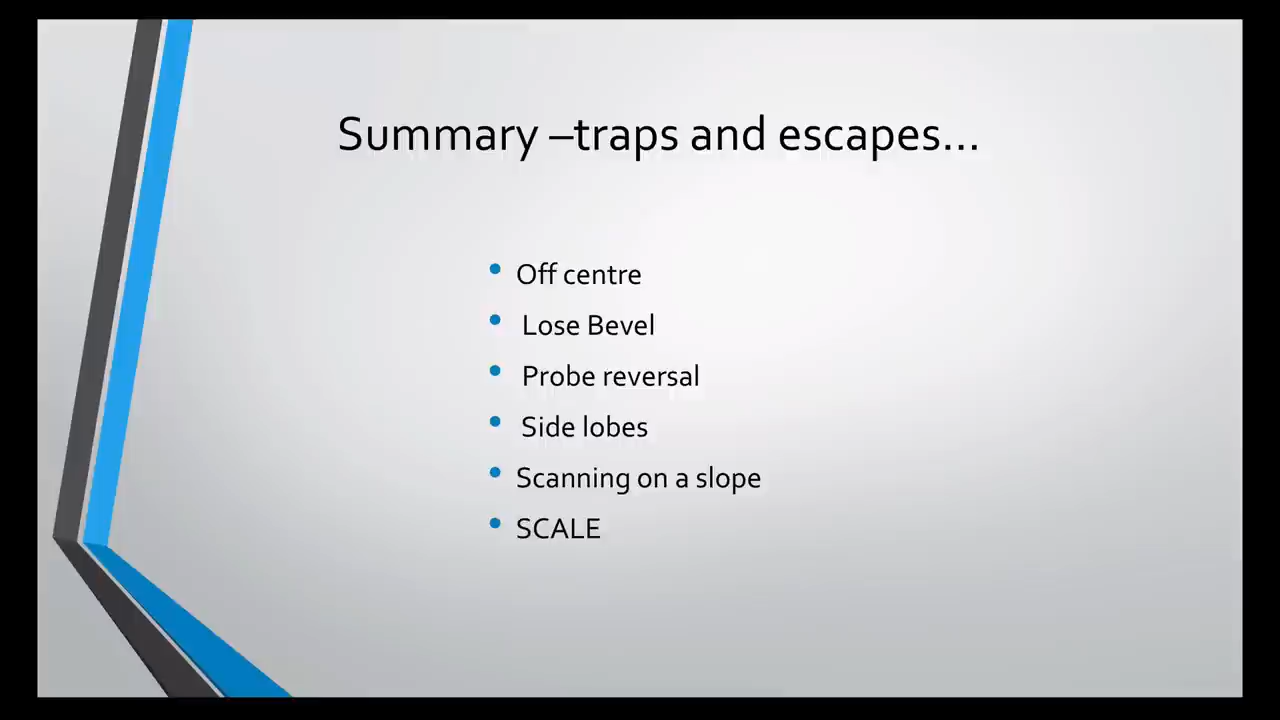 Summary –traps and escapes...
• Off centre
• Lose Bevel
• Probe reversal
• Side lobes
• Scanning on a slope
• SCALE